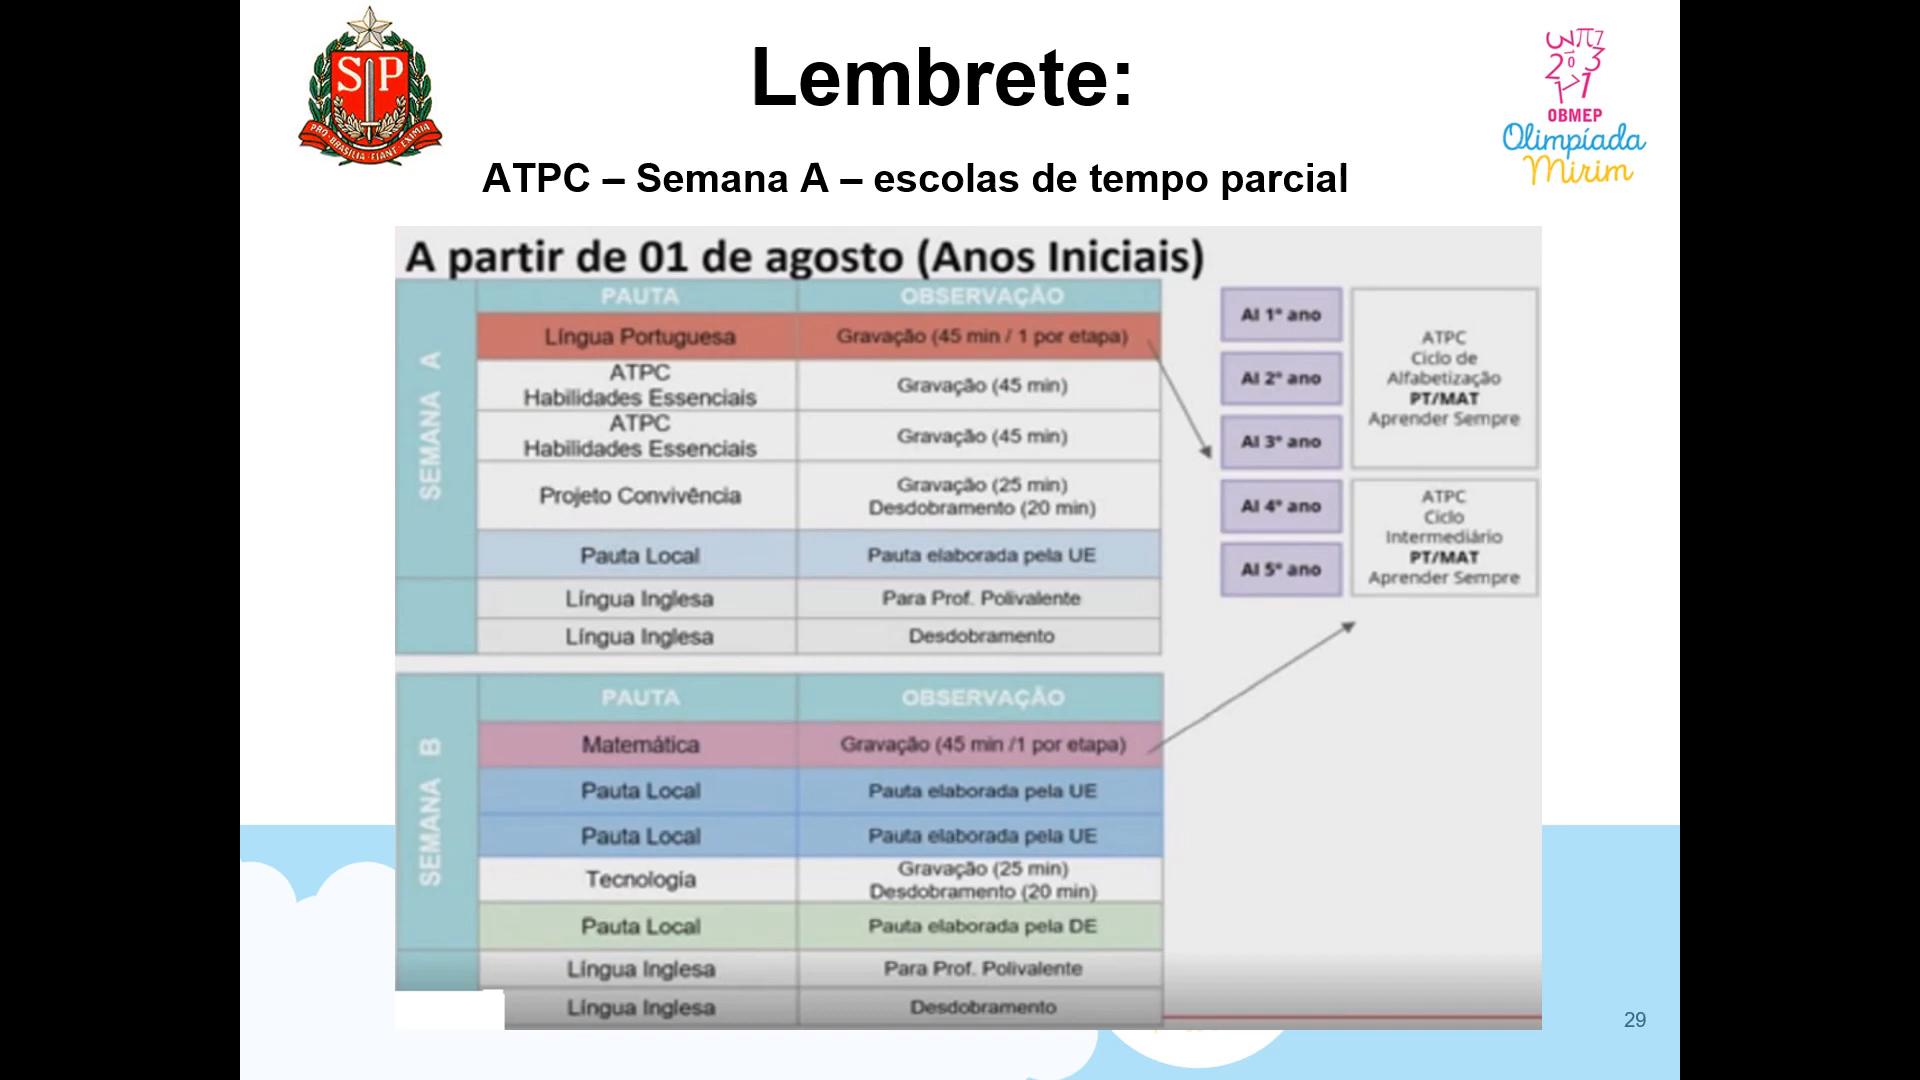 Lembrete:
ATPC – Semana A – escolas de tempo parcial
SP
PRO·BRASILIA·FIANT·EXIMIA
OBMEP
Olimpíada
Mirim
A partir de 01 de agosto (Anos Iniciais)
SEMANA A
PAUTA OBSERVAÇÃO
Língua Portuguesa Gravação (45 min / 1 por etapa)
ATPC
Habilidades Essenciais Gravação (45 min)
ATPC
Habilidades Essenciais Gravação (45 min)
Projeto Convivência Gravação (25 min)
Desdobramento (20 min)
Pauta Local Pauta elaborada pela UE
Língua Inglesa Para Prof. Polivalente
Língua Inglesa Desdobramento
SEMANA B
PAUTA OBSERVAÇÃO
Matemática Gravação (45 min /1 por etapa)
Pauta Local Pauta elaborada pela UE
Pauta Local Pauta elaborada pela UE
Tecnologia Gravação (25 min)
Desdobramento (20 min)
Pauta Local Pauta elaborada pela DE
Língua Inglesa Para Prof. Polivalente
Língua Inglesa Desdobramento
AI 1º ano
AI 2º ano
AI 3º ano
AI 4º ano
AI 5º ano
ATPC
Ciclo de
Alfabetização
PT/MAT
Aprender Sempre
ATPC
Ciclo
Intermediário
PT/MAT
Aprender Sempre
29